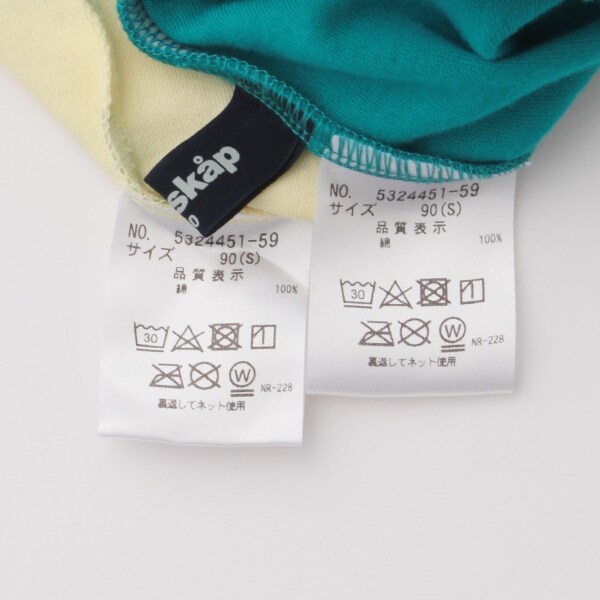 skåp
NO. 5324451-59
サイズ 90(S)
品質表示
綿 100%
30
NR-228
裏返してネット使用
NO. 5324451-59
サイズ 90(S)
品質表示
綿 100%
30
W
NR-228
裏返してネット使用